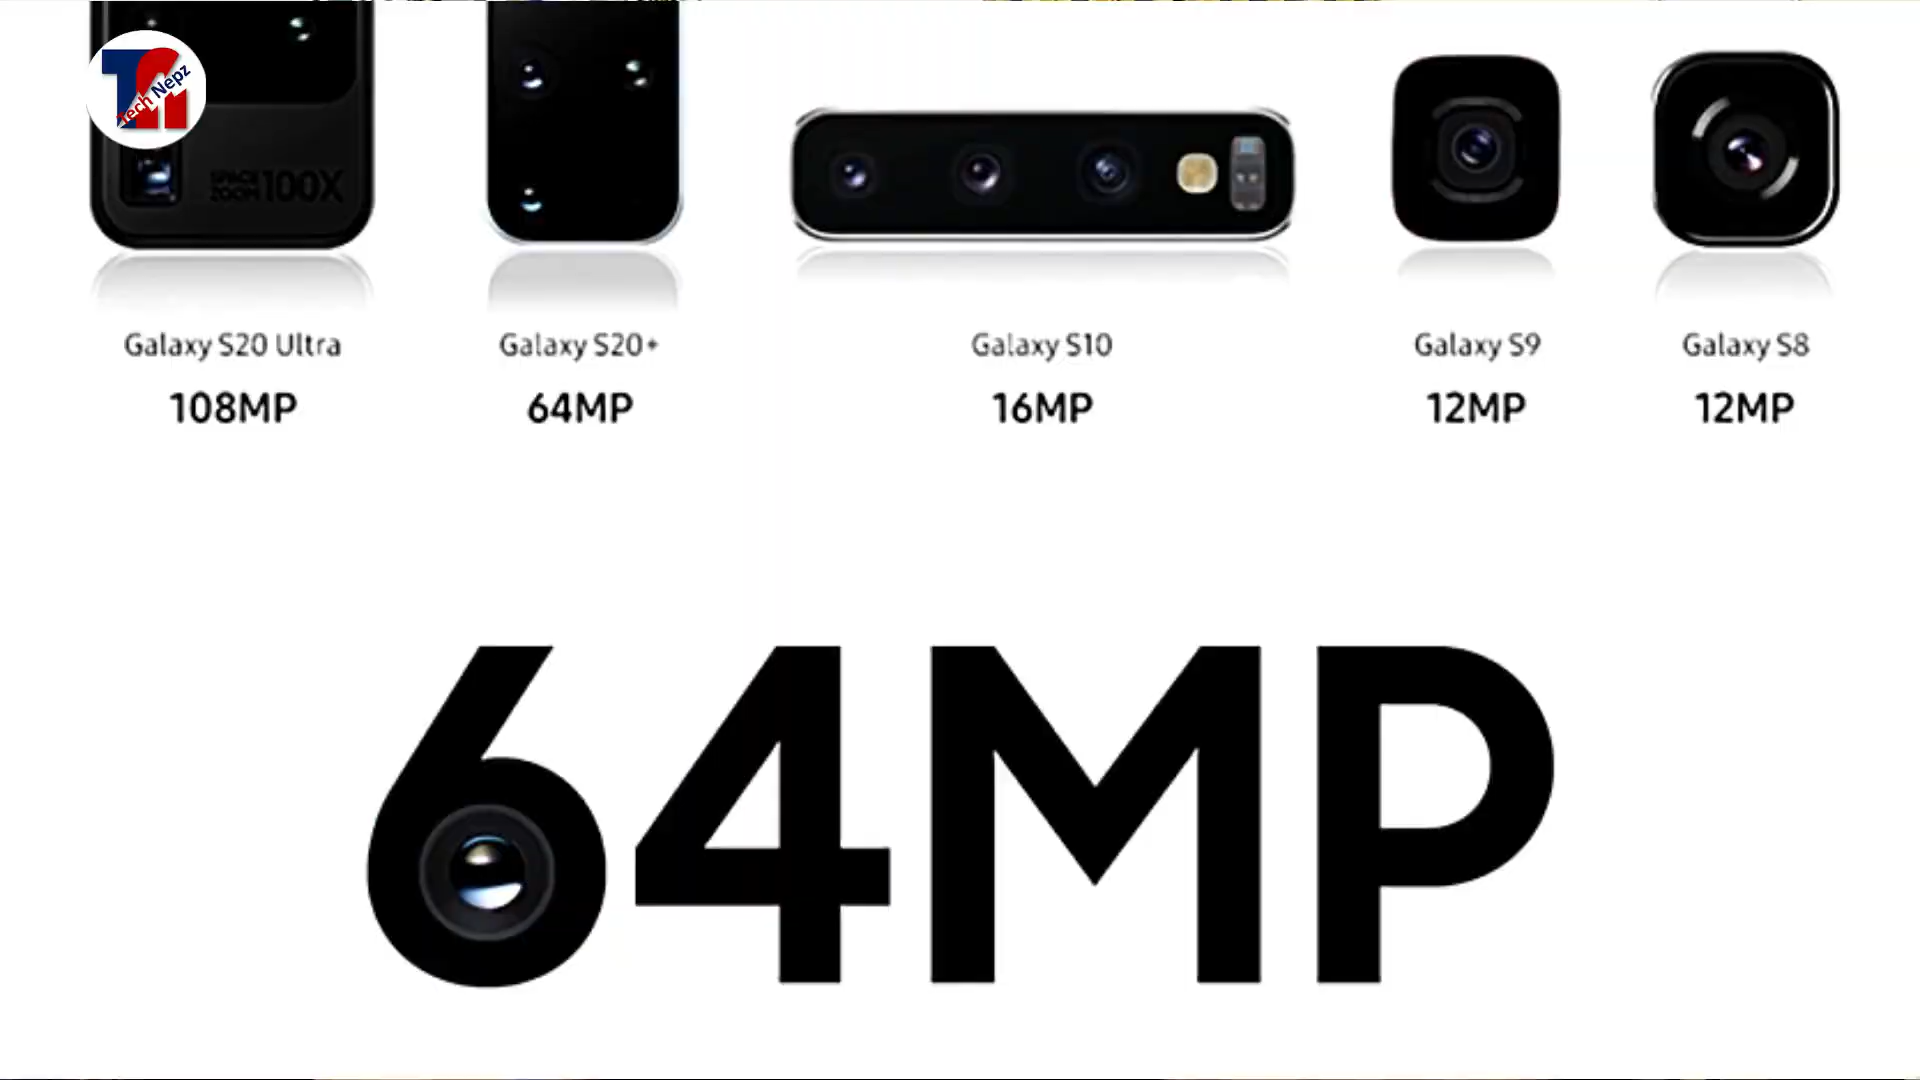 Tech Nepz
SPACE ZOOM 100X
Galaxy S20 Ultra
108MP
Galaxy S20+
64MP
Galaxy S10
16MP
Galaxy S9
12MP
Galaxy S8
12MP
64MP